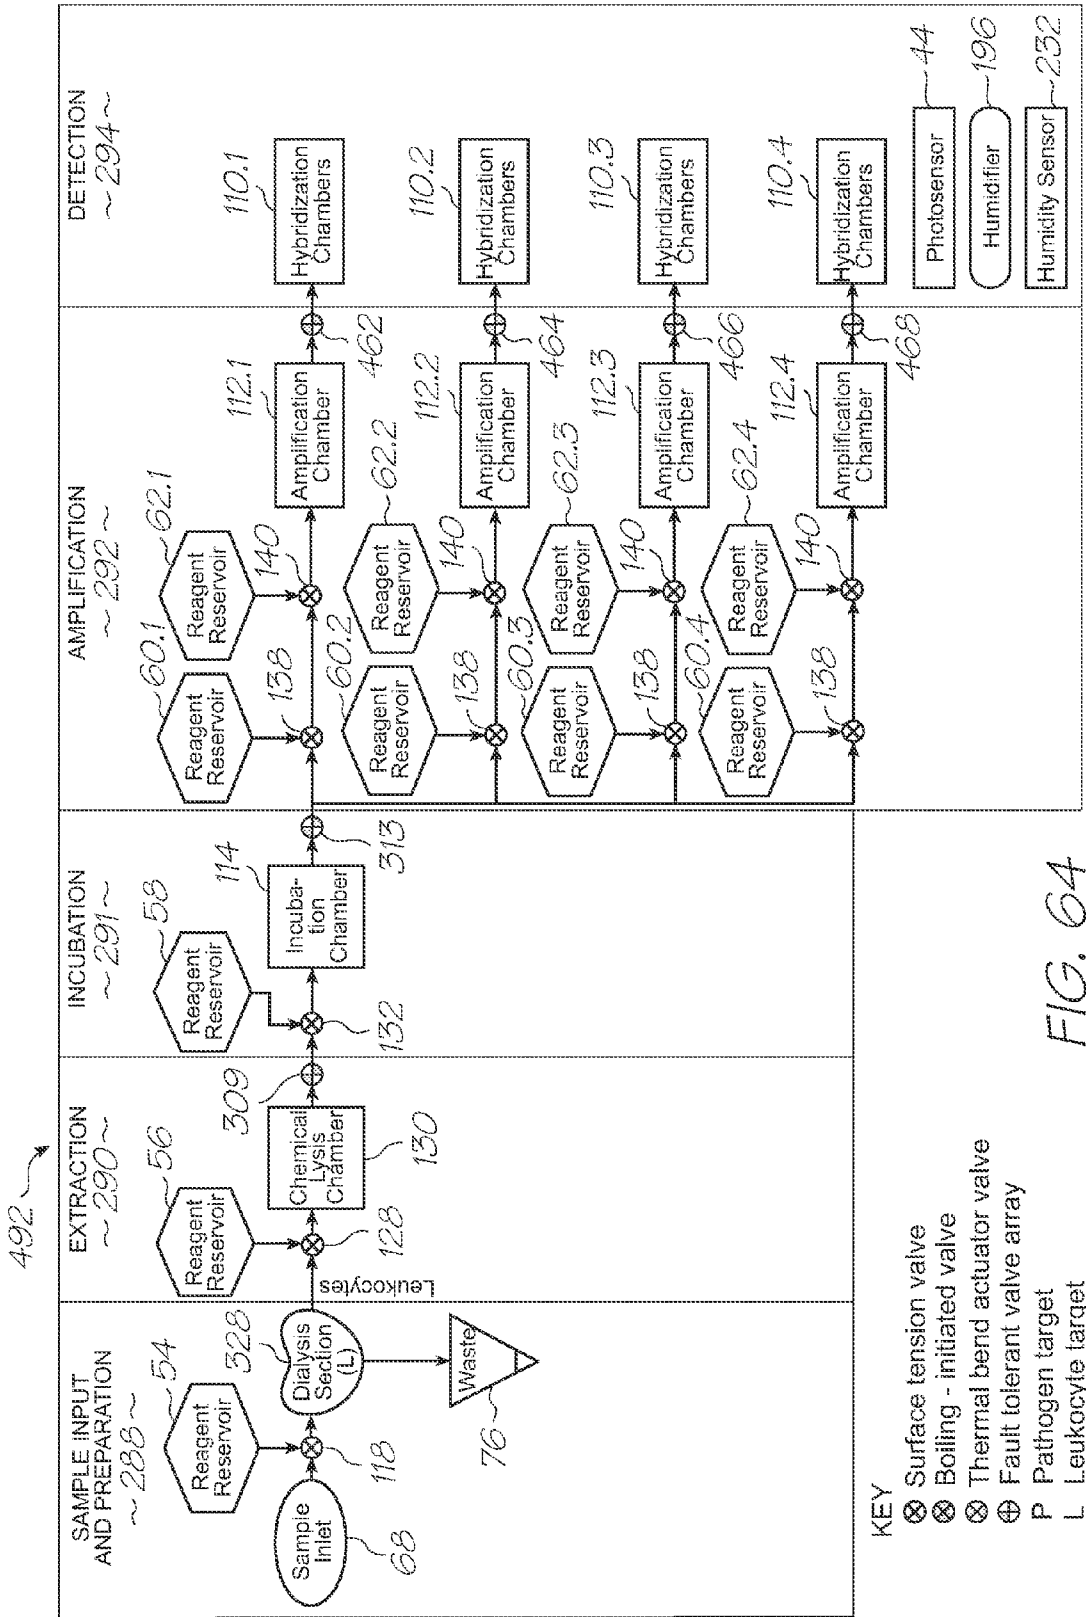 492
SAMPLE INPUT
AND PREPARATION
~288~
EXTRACTION
~290~
INCUBATION
~291~
AMPLIFICATION
~292~
DETECTION
~294~
54
Reagent
Reservoir
Sample
Inlet
68
118
328
Dialysis
Section
(L)
Waste
76
Leukocytes
56
Reagent
Reservoir
128
Chemical
Lysis
Chamber
130
309
58
Reagent
Reservoir
132
114
Incuba-
tion
Chamber
313
60.1
Reagent
Reservoir
138
62.1
Reagent
Reservoir
140
112.1
Amplification
Chamber
462
110.1
Hybridization
Chambers
60.2
Reagent
Reservoir
138
62.2
Reagent
Reservoir
140
112.2
Amplification
Chamber
464
110.2
Hybridization
Chambers
60.3
Reagent
Reservoir
138
62.3
Reagent
Reservoir
140
112.3
Amplification
Chamber
466
110.3
Hybridization
Chambers
60.4
Reagent
Reservoir
138
62.4
Reagent
Reservoir
140
112.4
Amplification
Chamber
468
110.4
Hybridization
Chambers
Photosensor
44
Humidifier
196
Humidity Sensor
232
KEY
Surface tension valve
Boiling - initiated valve
Thermal bend actuator valve
Fault tolerant valve array
P Pathogen target
L Leukocyte target
FIG. 64